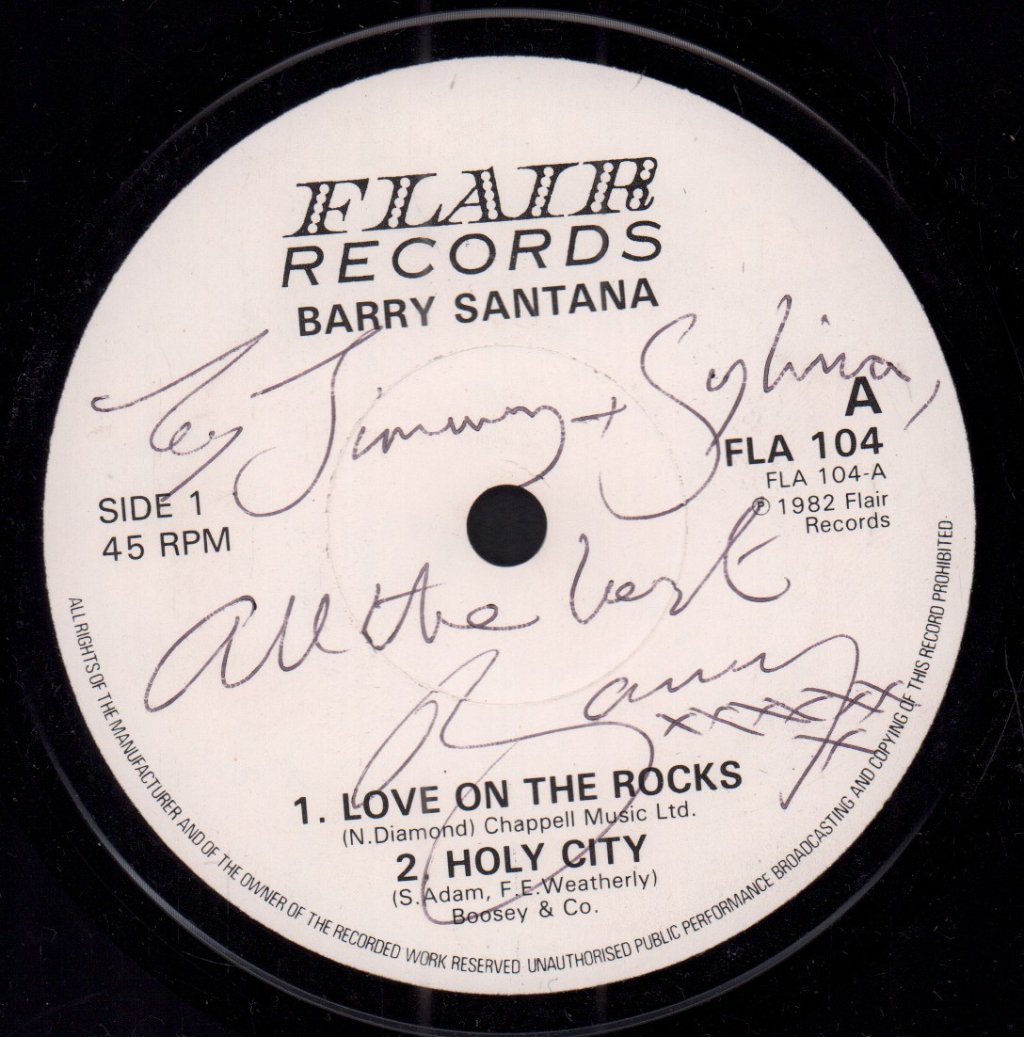 FLAIR
RECORDS
BARRY SANTANA
To Jimmy + Sylvia,
A
FLA 104
FLA 104-A
℗ 1982 Flair
Records
SIDE 1
45 RPM
All the best
Barry
xxxxxx
x
1. LOVE ON THE ROCKS
(N.Diamond) Chappell Music Ltd.
2. HOLY CITY
(S.Adam, F.E.Weatherly)
Boosey & Co.
ALL RIGHTS OF THE MANUFACTURER AND OF THE OWNER OF THE RECORDED WORK RESERVED UNAUTHORISED PUBLIC PERFORMANCE BROADCASTING AND COPYING OF THIS RECORD PROHIBITED